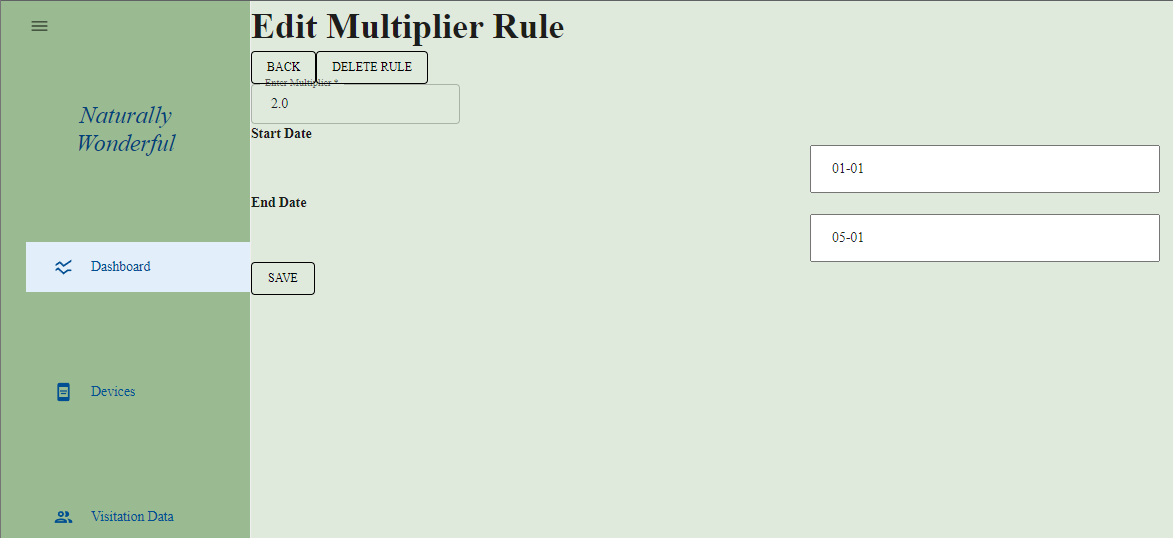 Edit Multiplier Rule
Naturally
Wonderful
Dashboard
Devices
Visitation Data
BACK
DELETE RULE
Enter Multiplier *
2.0
Start Date
01-01
End Date
05-01
SAVE